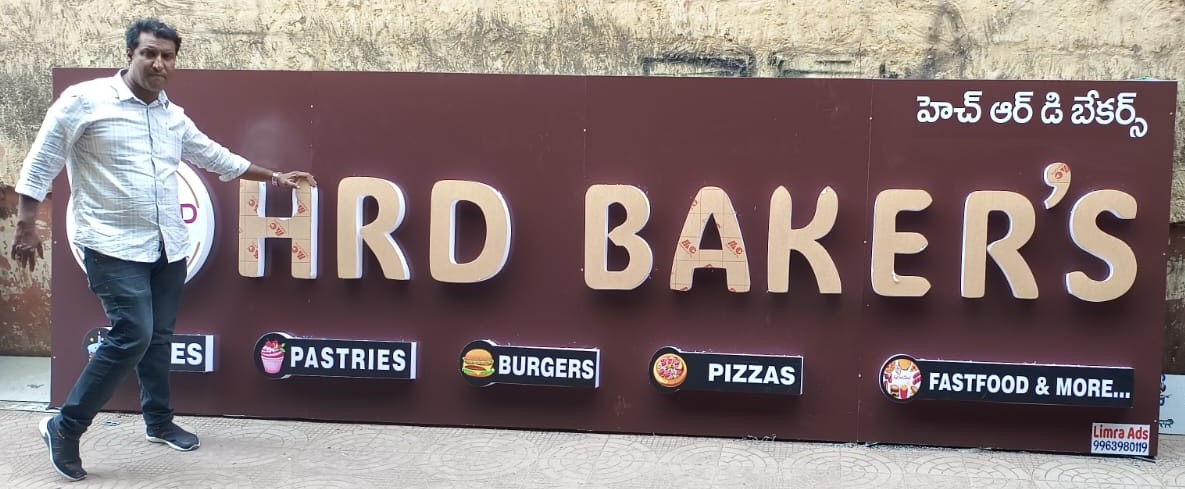 హెచ్ ఆర్ డి బేకర్స్
HRD BAKER'S
PASTRIES
BURGERS
PIZZAS
FASTFOOD & MORE...
Limra Ads
9963980119